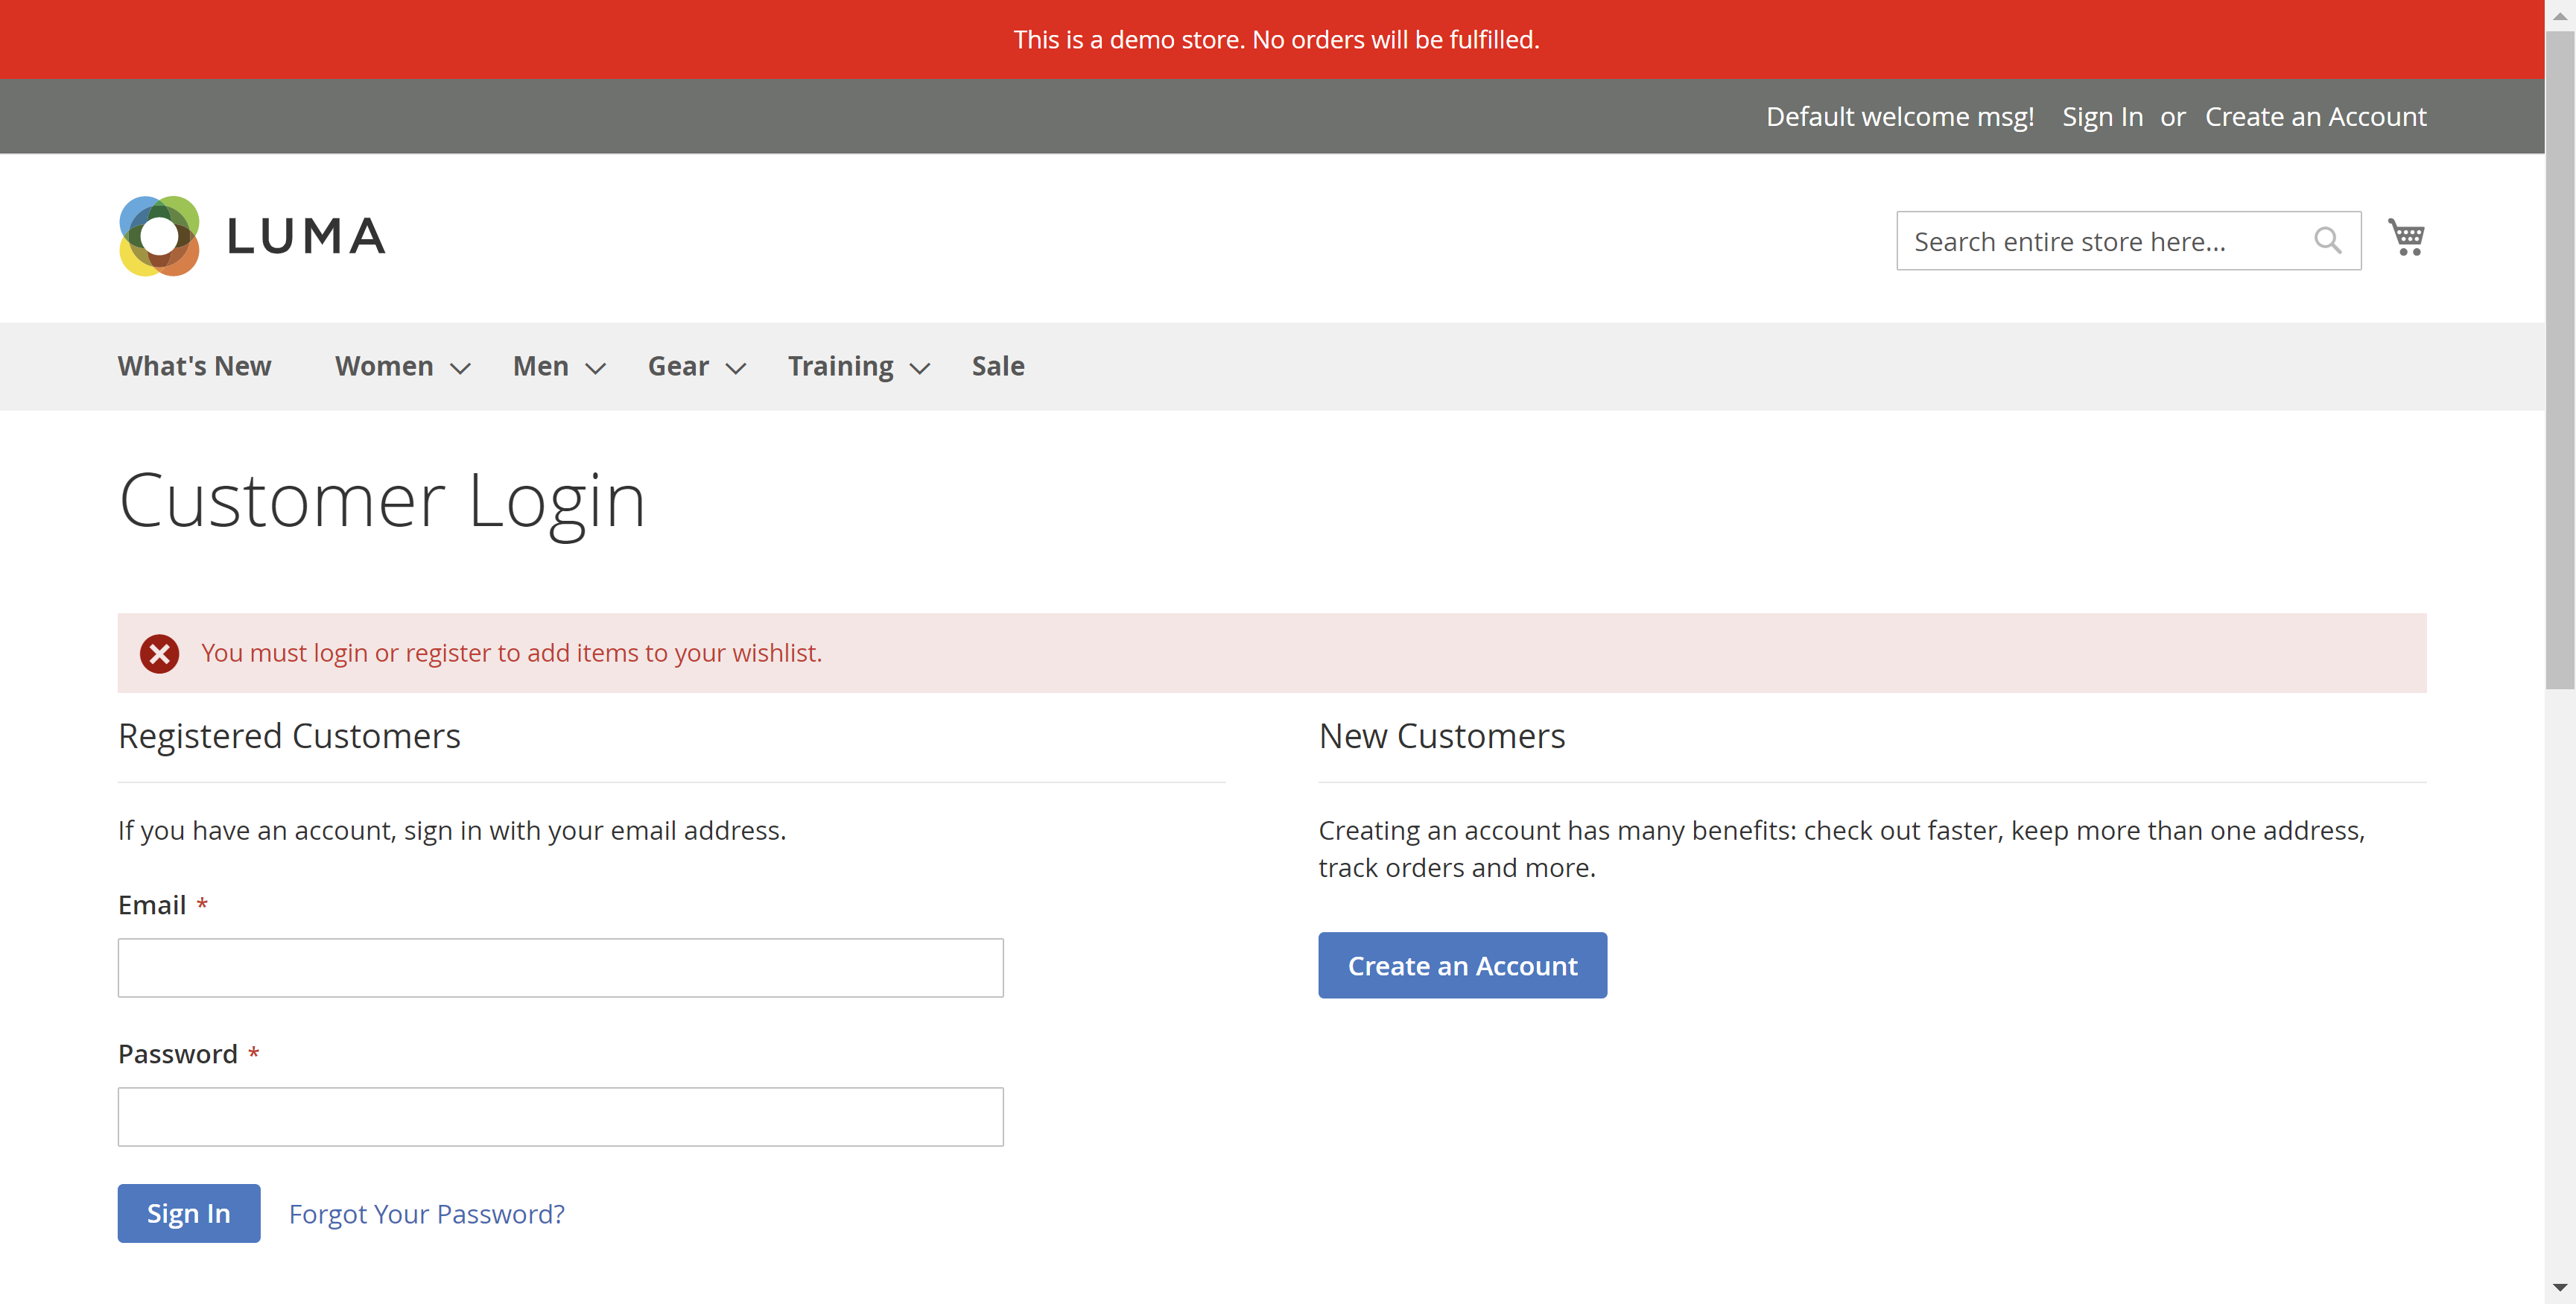 This is a demo store. No orders will be fulfilled.
Default welcome msg! Sign In or Create an Account
LUMA
Search entire store here...
What's New Women Men Gear Training Sale
Customer Login
You must login or register to add items to your wishlist.
Registered Customers
If you have an account, sign in with your email address.
Email *
Password *
Sign In Forgot Your Password?
New Customers
Creating an account has many benefits: check out faster, keep more than one address,
track orders and more.
Create an Account